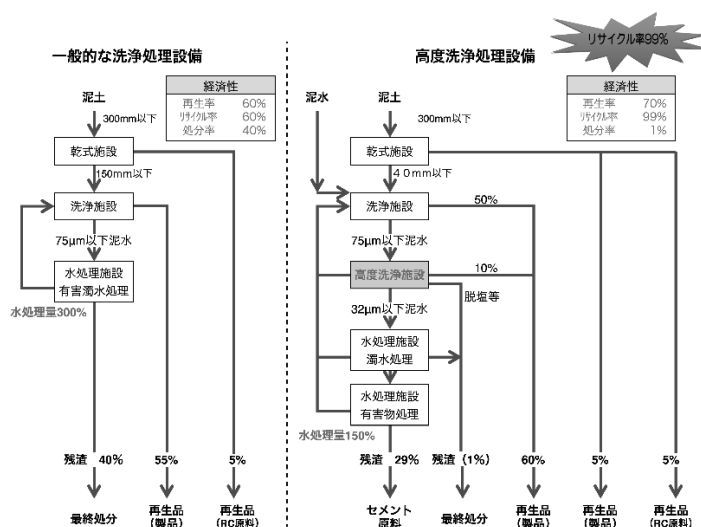 リサイクル率99%
一般的な洗浄処理設備
高度洗浄処理設備
経済性
再生率 60%
リサイクル率 60%
処分率 40%
泥土
300mm以下
乾式施設
150mm以下
洗浄施設
75μm以下泥水
水処理施設
有害濁水処理
水処理量300%
残渣 40%
55%
5%
最終処分
再生品
(製品)
再生品
(RC原料)
経済性
再生率 70%
リサイクル率 99%
処分率 1%
泥水
泥土
300mm以下
乾式施設
40mm以下
洗浄施設
50%
75μm以下泥水
高度洗浄施設
10%
脱塩等
32μm以下泥水
水処理施設
濁水処理
水処理施設
有害物処理
水処理量150%
残渣 29%
残渣(1%)
60%
5%
5%
セメント
原料
最終処分
再生品
(製品)
再生品
(製品)
再生品
(RC原料)